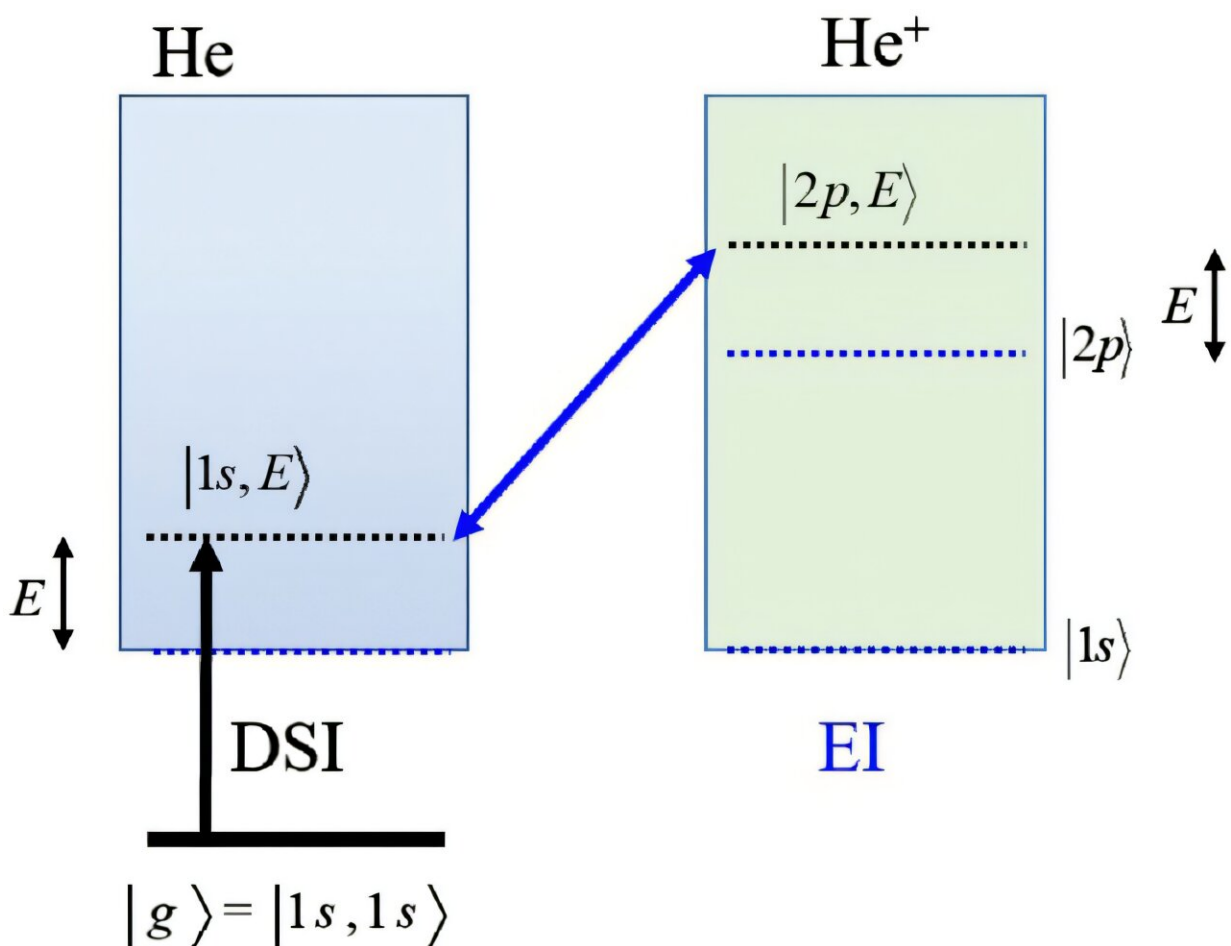 He
He⁺
|2p, E⟩
E
|2p⟩
|1s, E⟩
E
|1s⟩
DSI
EI
|g⟩ = |1s, 1s⟩